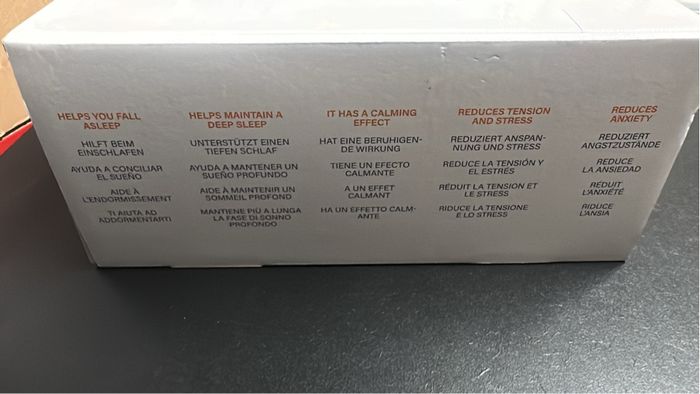 HELPS YOU FALL
ASLEEP
HILFT BEIM
EINSCHLAFEN
AYUDA A CONCILIAR
EL SUEÑO
AIDE À
L'ENDORMISSEMENT
TI AIUTA AD
ADDORMENTARTI
HELPS MAINTAIN A
DEEP SLEEP
UNTERSTÜTZT EINEN
TIEFEN SCHLAF
AYUDA A MANTENER UN
SUEÑO PROFUNDO
AIDE À MAINTENIR UN
SOMMEIL PROFOND
MANTIENE PIÙ A LUNGA
LA FASE DI SONNO
PROFONDO
IT HAS A CALMING
EFFECT
HAT EINE BERUHIGEN-
DE WIRKUNG
TIENE UN EFECTO
CALMANTE
A UN EFFET
CALMANT
HA UN EFFETTO CALM-
ANTE
REDUCES TENSION
AND STRESS
REDUZIERT ANSPAN-
NUNG UND STRESS
REDUCE LA TENSIÓN Y
EL ESTRÉS
RÉDUIT LA TENSION ET
LE STRESS
RIDUCE LA TENSIONE
E LO STRESS
REDUCES
ANXIETY
REDUZIERT
ANGSTZUSTÄNDE
REDUCE
LA ANSIEDAD
RÉDUIT
L'ANXIÉTÉ
RIDUCE
L'ANSIA